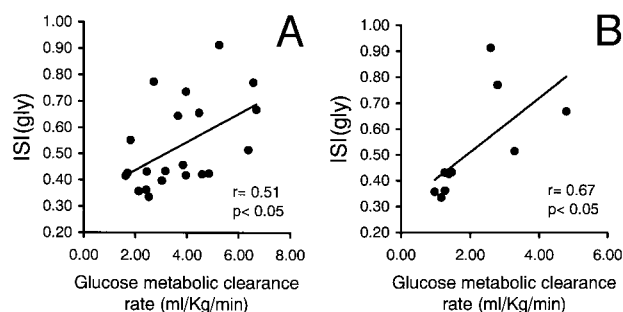 A
1.00
0.90
0.80
0.70
0.60
0.50
0.40
0.30
0.20
ISI(gly)
r= 0.51
p< 0.05
0.00 2.00 4.00 6.00 8.00
Glucose metabolic clearance
rate (ml/Kg/min)
B
1.00
0.90
0.80
0.70
0.60
0.50
0.40
0.30
0.20
ISI(gly)
r= 0.67
p< 0.05
0.00 2.00 4.00 6.00
Glucose metabolic clearance
rate (ml/Kg/min)